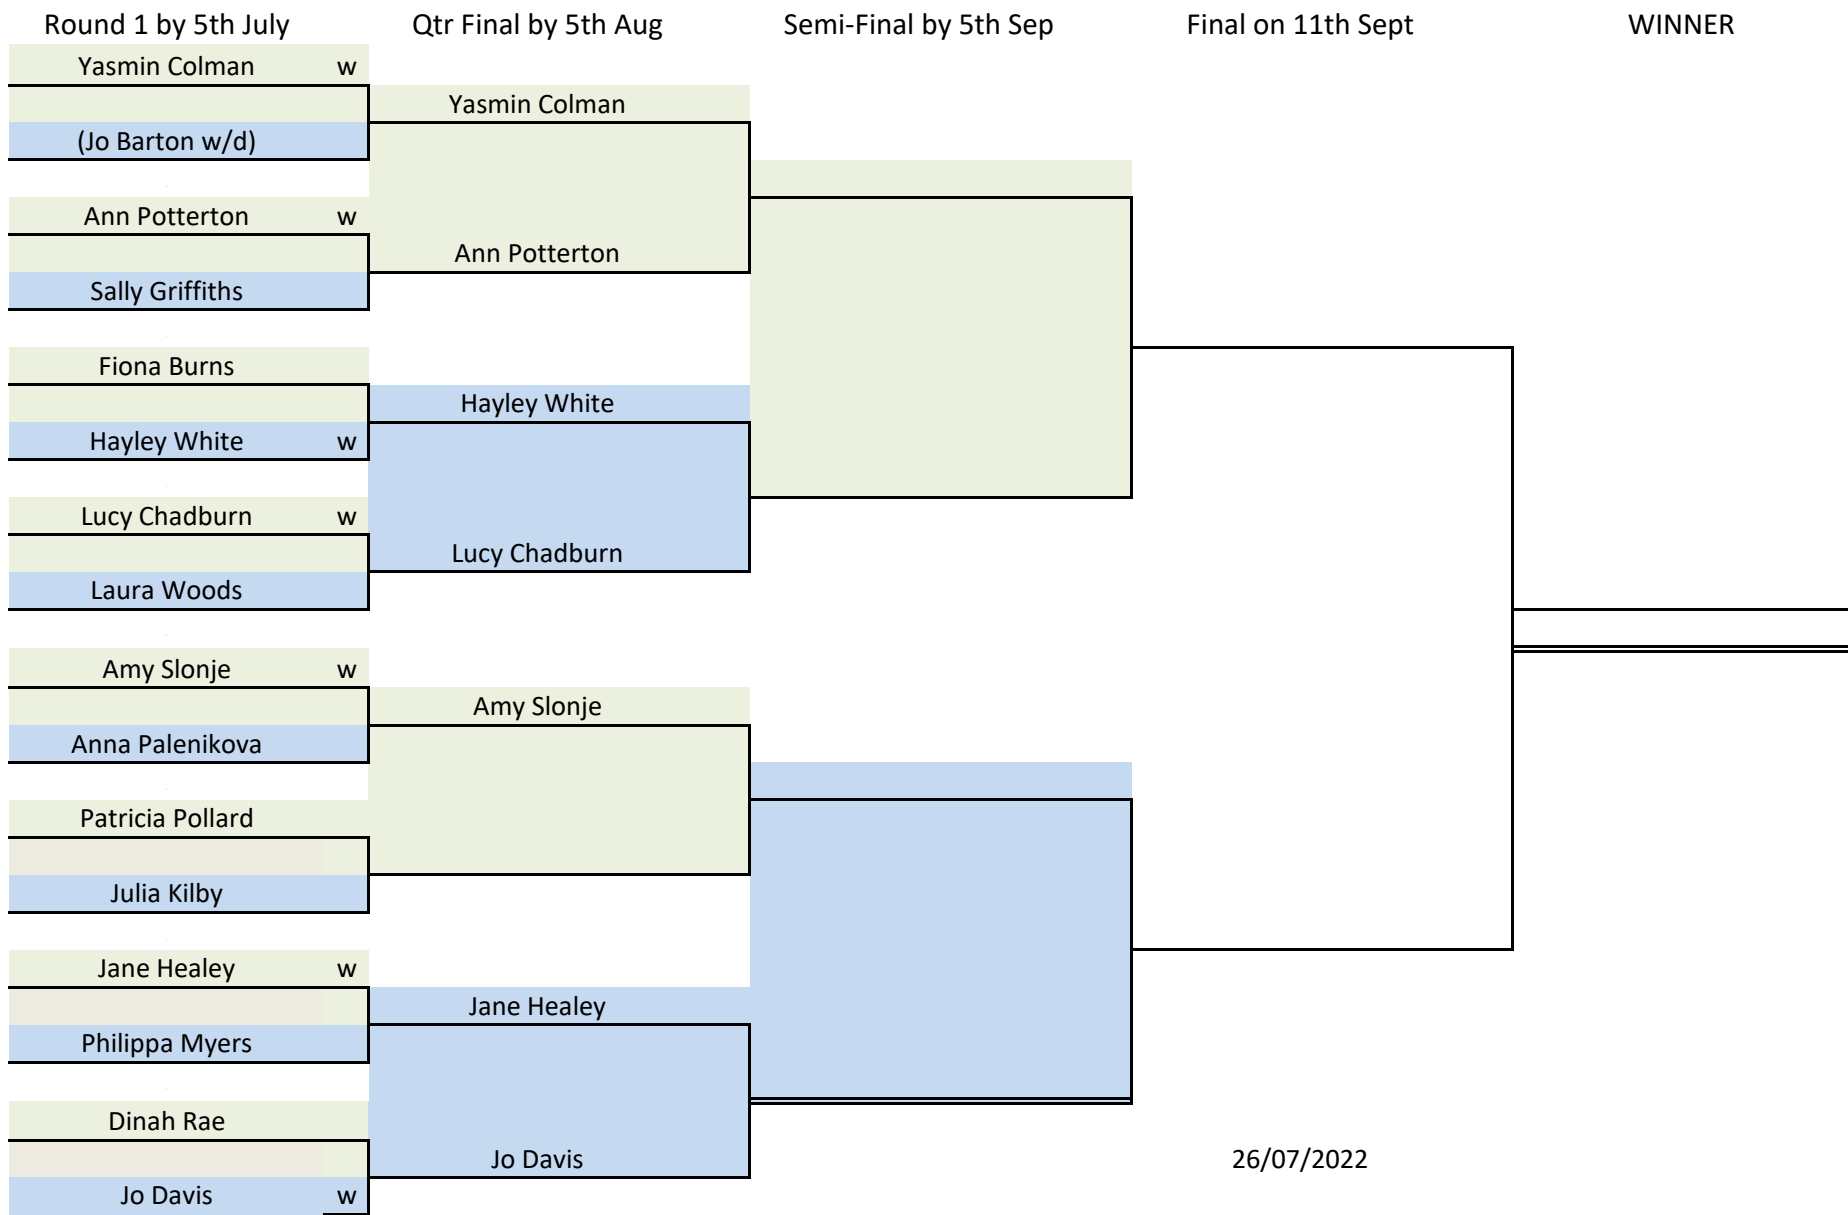 Round 1 by 5th July Qtr Final by 5th Aug Semi-Final by 5th Sep Final on 11th Sept WINNER
Yasmin Colman w
Yasmin Colman
(Jo Barton w/d)
Ann Potterton w
Ann Potterton
Sally Griffiths
Fiona Burns
Hayley White
Hayley White w
Lucy Chadburn w
Lucy Chadburn
Laura Woods
Amy Slonje w
Amy Slonje
Anna Palenikova
Patricia Pollard
Julia Kilby
Jane Healey w
Jane Healey
Philippa Myers
Dinah Rae
Jo Davis 26/07/2022
Jo Davis w